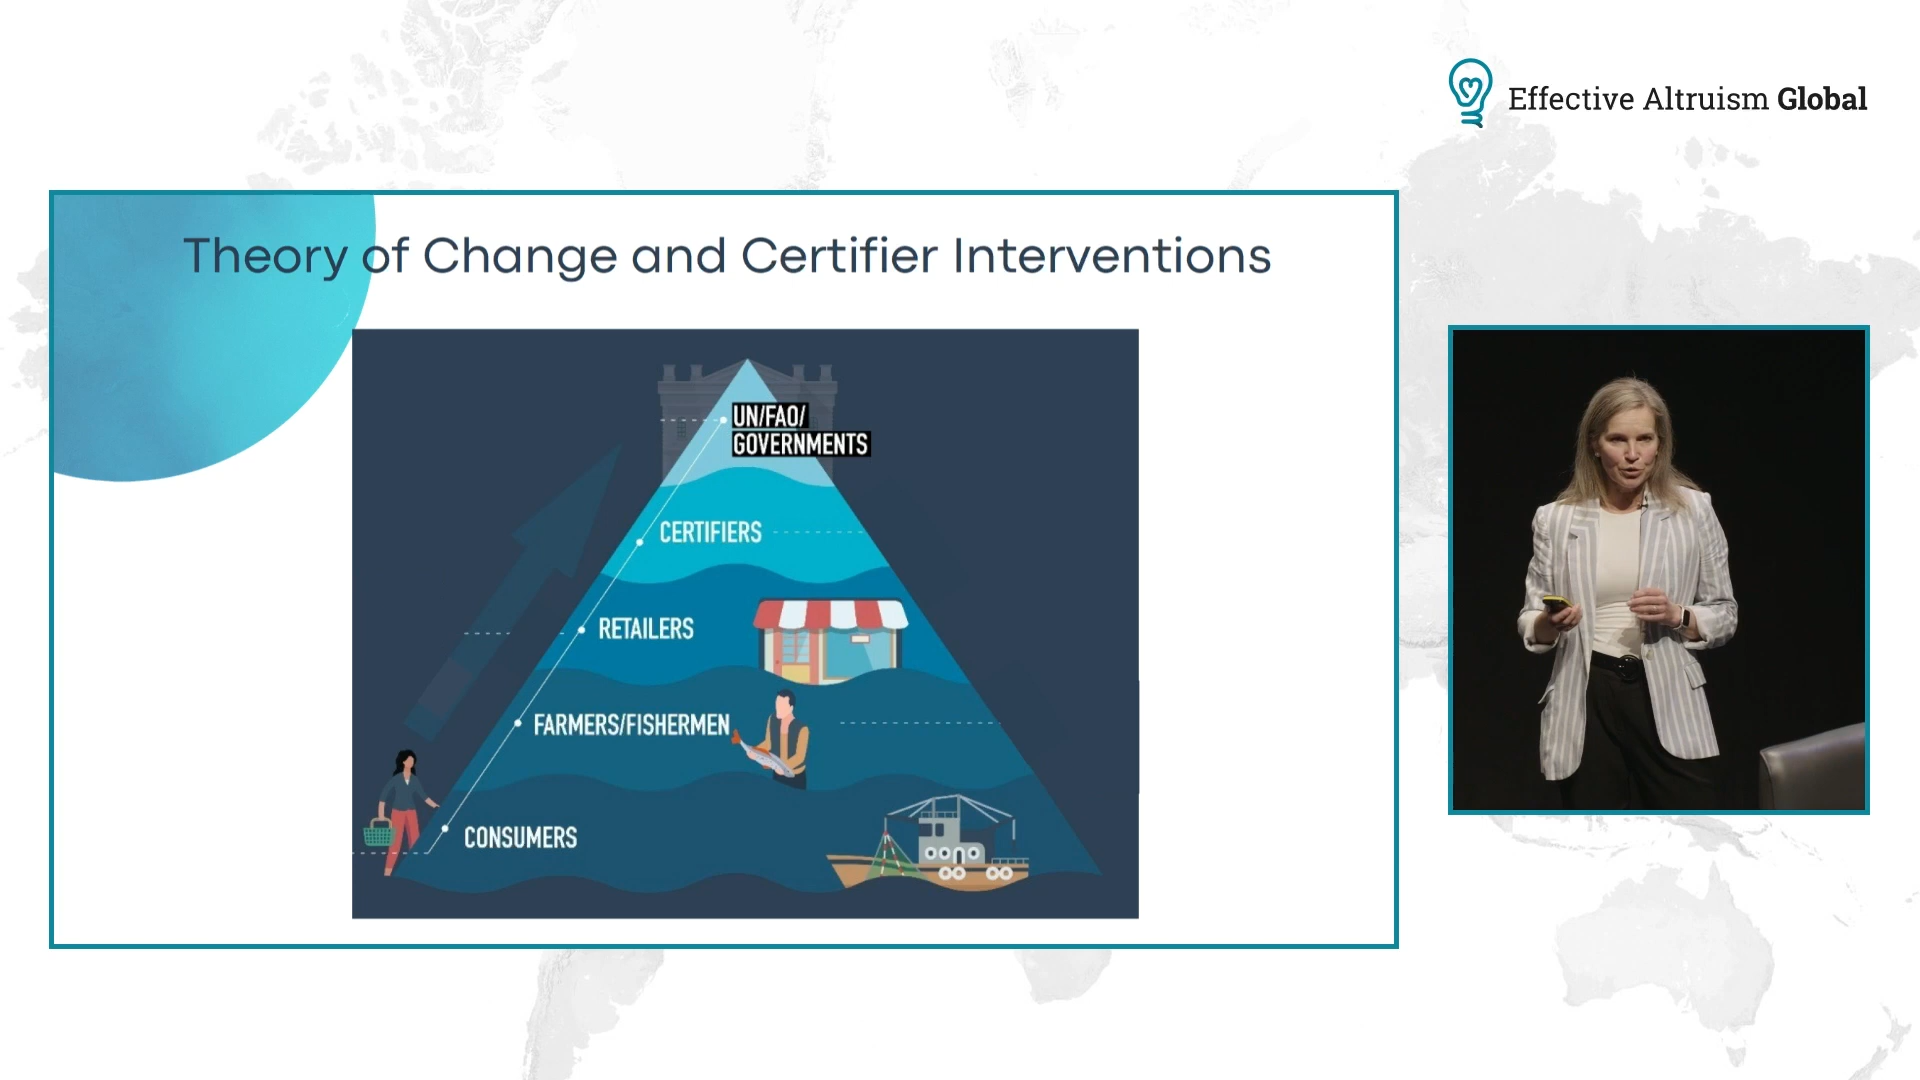 Effective Altruism Global
Theory of Change and Certifier Interventions
UN/FAO/
GOVERNMENTS
CERTIFIERS
RETAILERS
FARMERS/FISHERMEN
CONSUMERS